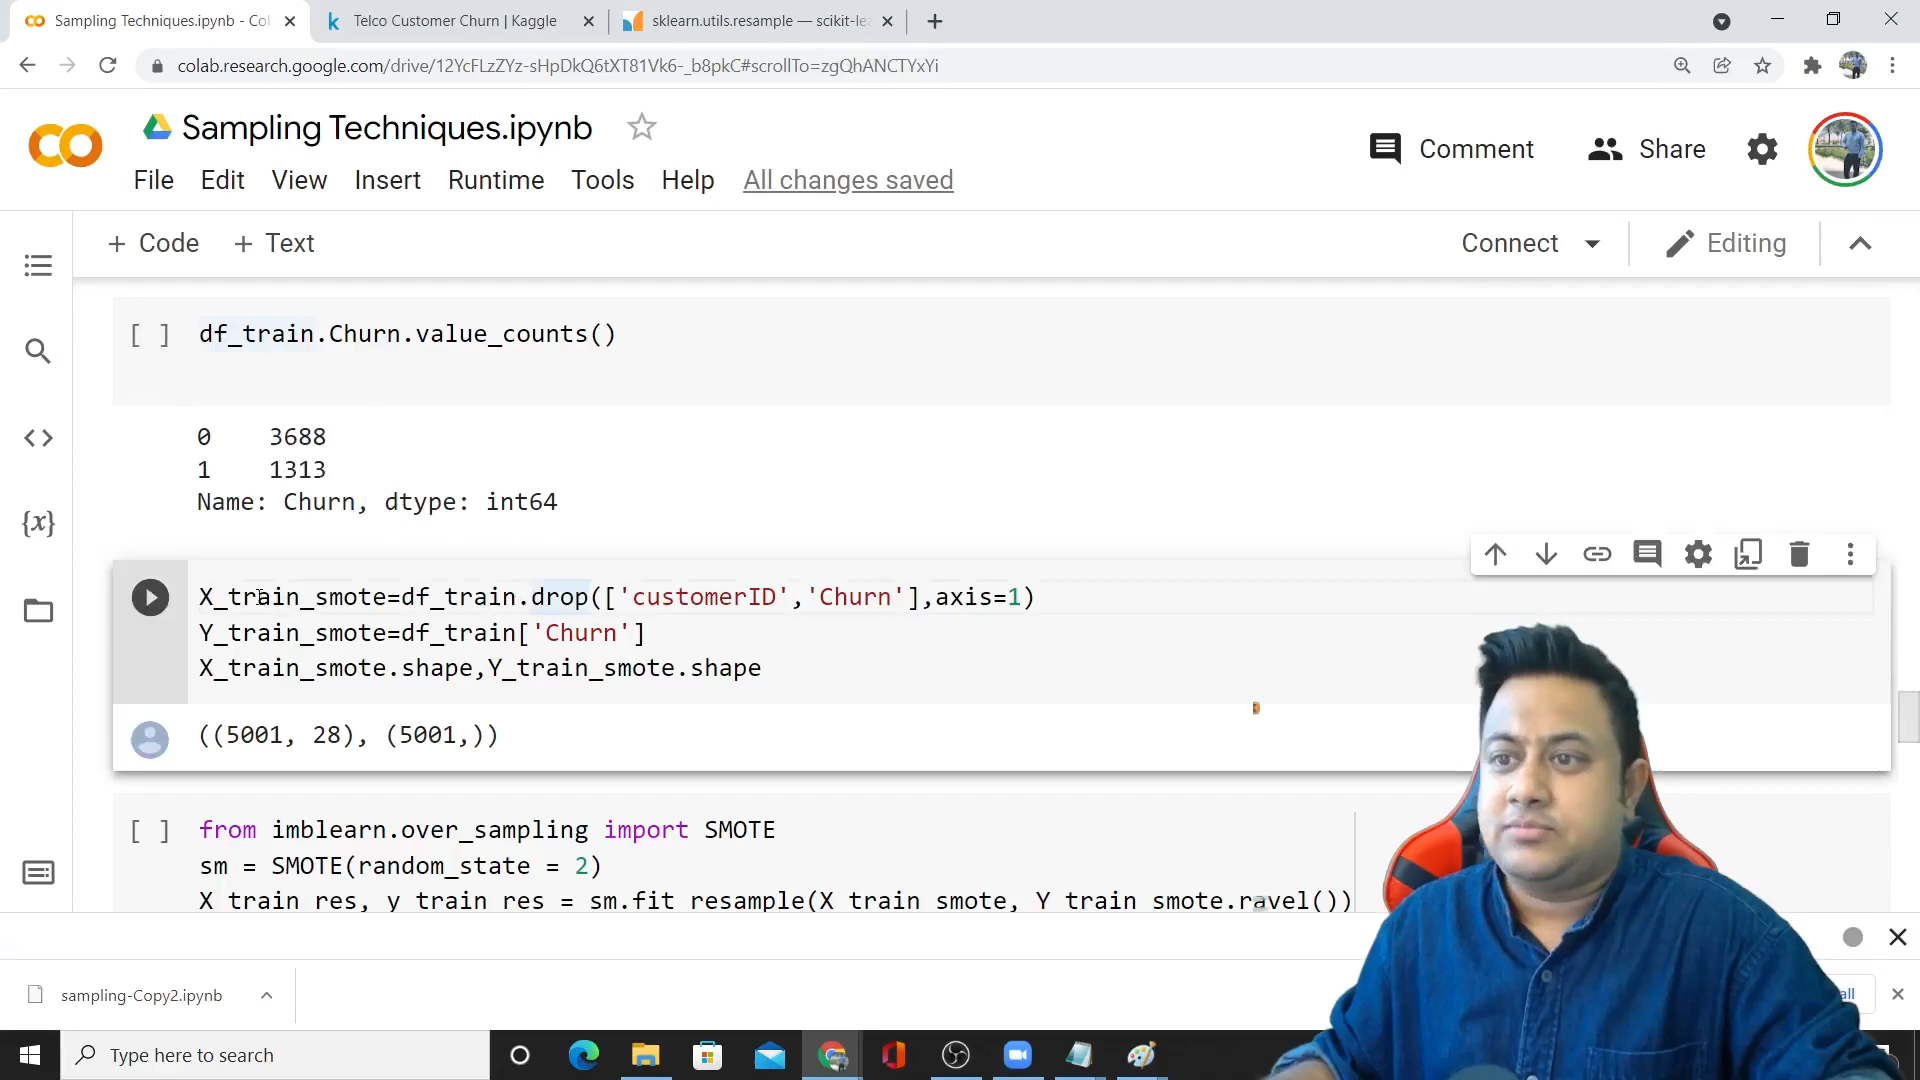 Sampling Techniques.ipynb - Col
Telco Customer Churn | Kaggle
sklearn.utils.resample — scikit-le
colab.research.google.com/drive/12YcFLzZYz-sHpDkQ6tXT81Vk6-_b8pkC#scrollTo=zgQhANCTYxYi
Sampling Techniques.ipynb
Comment
Share
File Edit View Insert Runtime Tools Help All changes saved
+ Code + Text
Connect
Editing
[ ] df_train.Churn.value_counts()
0 3688
1 1313
Name: Churn, dtype: int64
X_train_smote=df_train.drop(['customerID','Churn'],axis=1)
Y_train_smote=df_train['Churn']
X_train_smote.shape,Y_train_smote.shape
((5001, 28), (5001,))
[ ] from imblearn.over_sampling import SMOTE
sm = SMOTE(random_state = 2)
X_train_res, y_train_res = sm.fit_resample(X_train_smote, Y_train_smote.ravel())
sampling-Copy2.ipynb
all
Type here to search